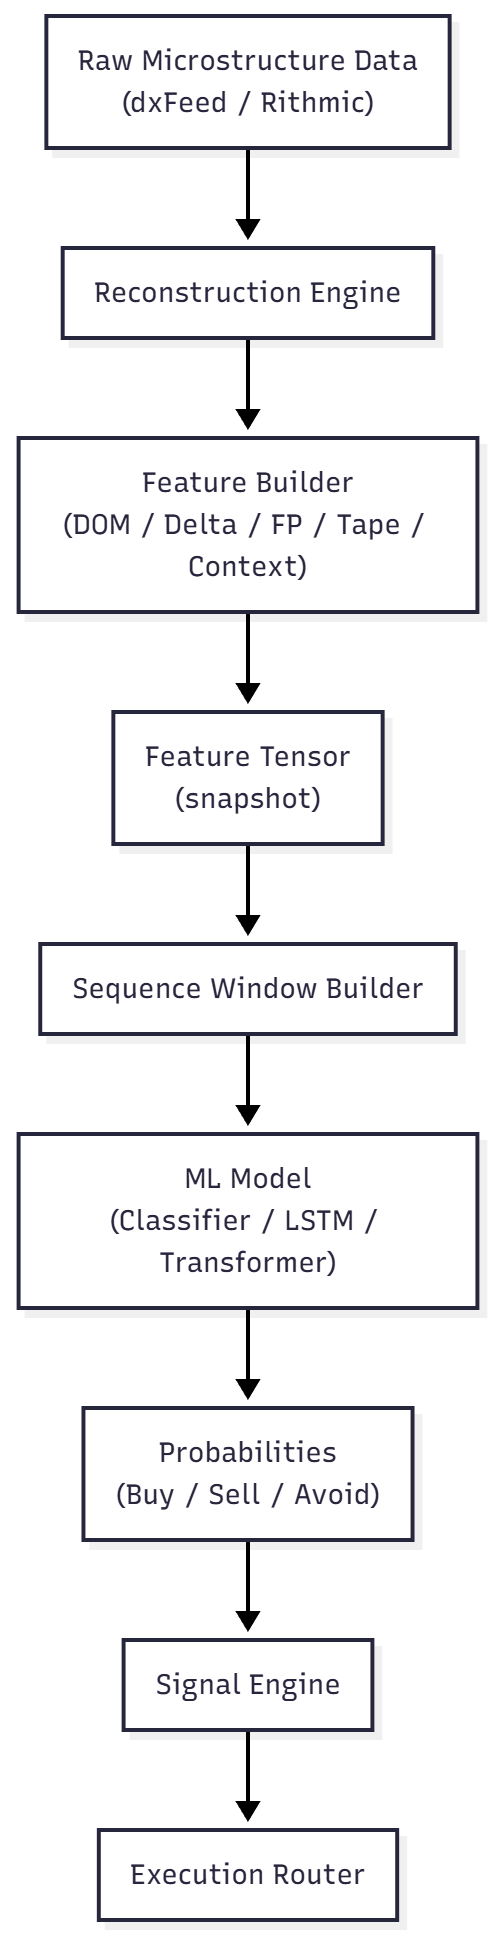 Raw Microstructure Data
(dxFeed / Rithmic)
Reconstruction Engine
Feature Builder
(DOM / Delta / FP / Tape /
Context)
Feature Tensor
(snapshot)
Sequence Window Builder
ML Model
(Classifier / LSTM /
Transformer)
Probabilities
(Buy / Sell / Avoid)
Signal Engine
Execution Router